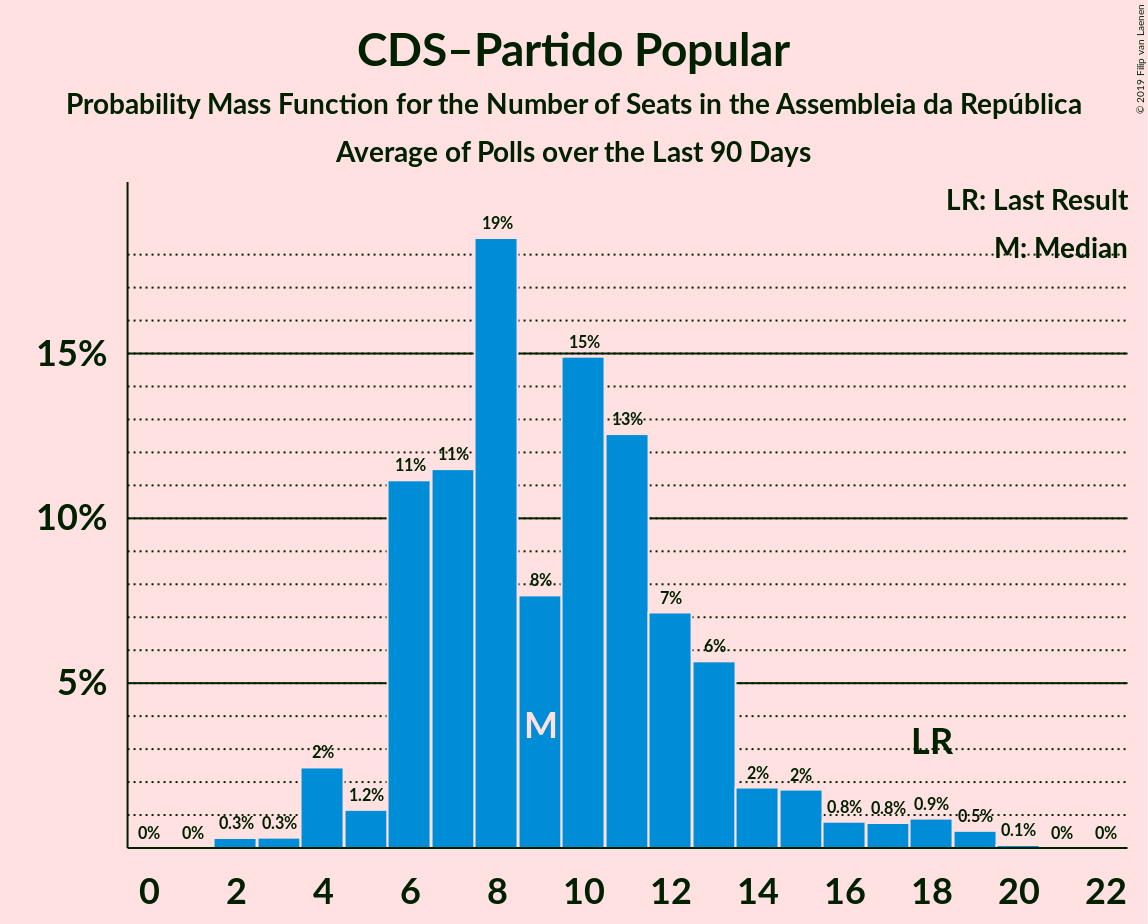 CDS–Partido Popular
Probability Mass Function for the Number of Seats in the Assembleia da República
Average of Polls over the Last 90 Days
© 2019 Filip van Laenen
LR: Last Result
M: Median
19%
15%
15%
13%
11%
11%
10%
8%
7%
6%
5%
M
LR
2%
2%
2%
1.2%
0.8%
0.8%
0.9%
0.5%
0.3%
0.3%
0.1%
0%
0%
0%
0%
0 2 4 6 8 10 12 14 16 18 20 22